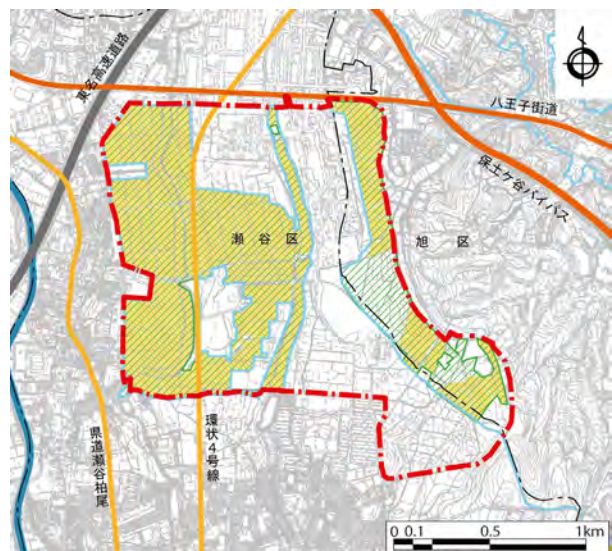 東名高速道路
八王子街道
保土ケ谷バイパス
瀬谷区
旭区
県道瀬谷柏尾
環状4号線
0 0.1 0.5 1km